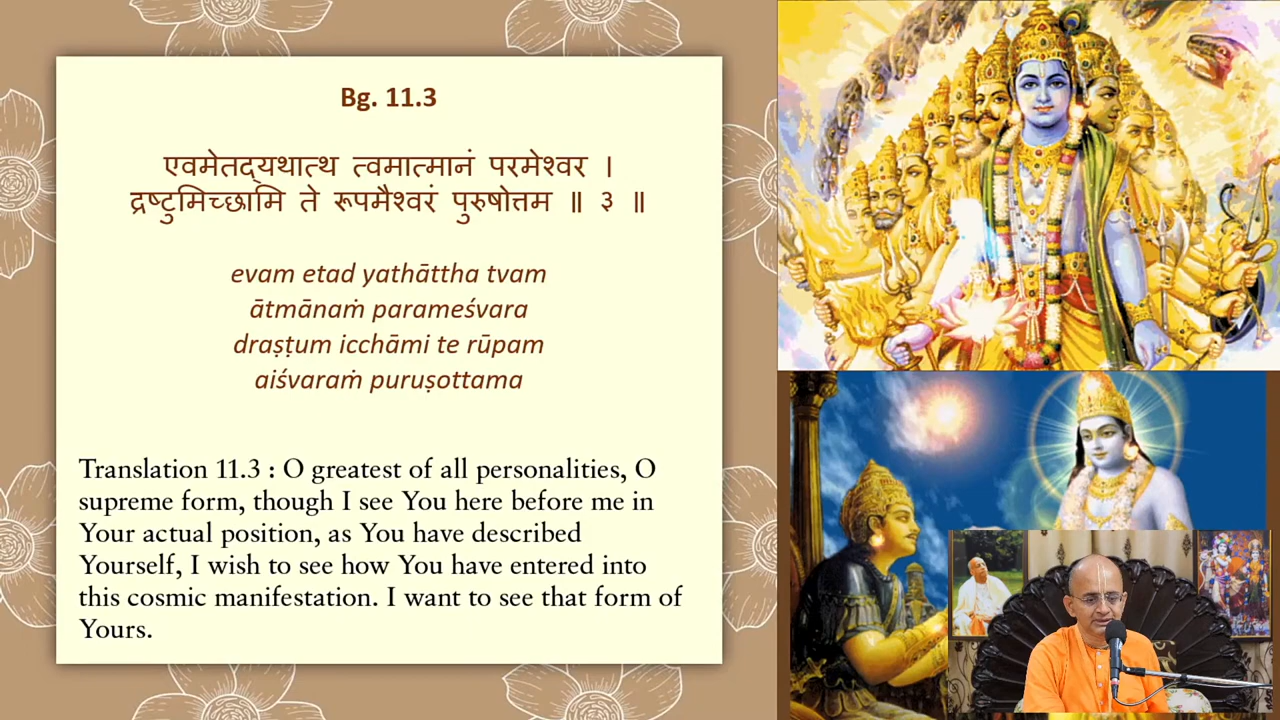 Bg. 11.3
एवमेतद्यथात्थ त्वमात्मानं परमेश्वर ।
द्रष्टुमिच्छामि ते रूपमैश्वरं पुरुषोत्तम ॥ ३ ॥
evam etad yathāttha tvam
ātmānaṁ parameśvara
draṣṭum icchāmi te rūpam
aiśvaraṁ puruṣottama
Translation 11.3 : O greatest of all personalities, O
supreme form, though I see You here before me in
Your actual position, as You have described
Yourself, I wish to see how You have entered into
this cosmic manifestation. I want to see that form of
Yours.